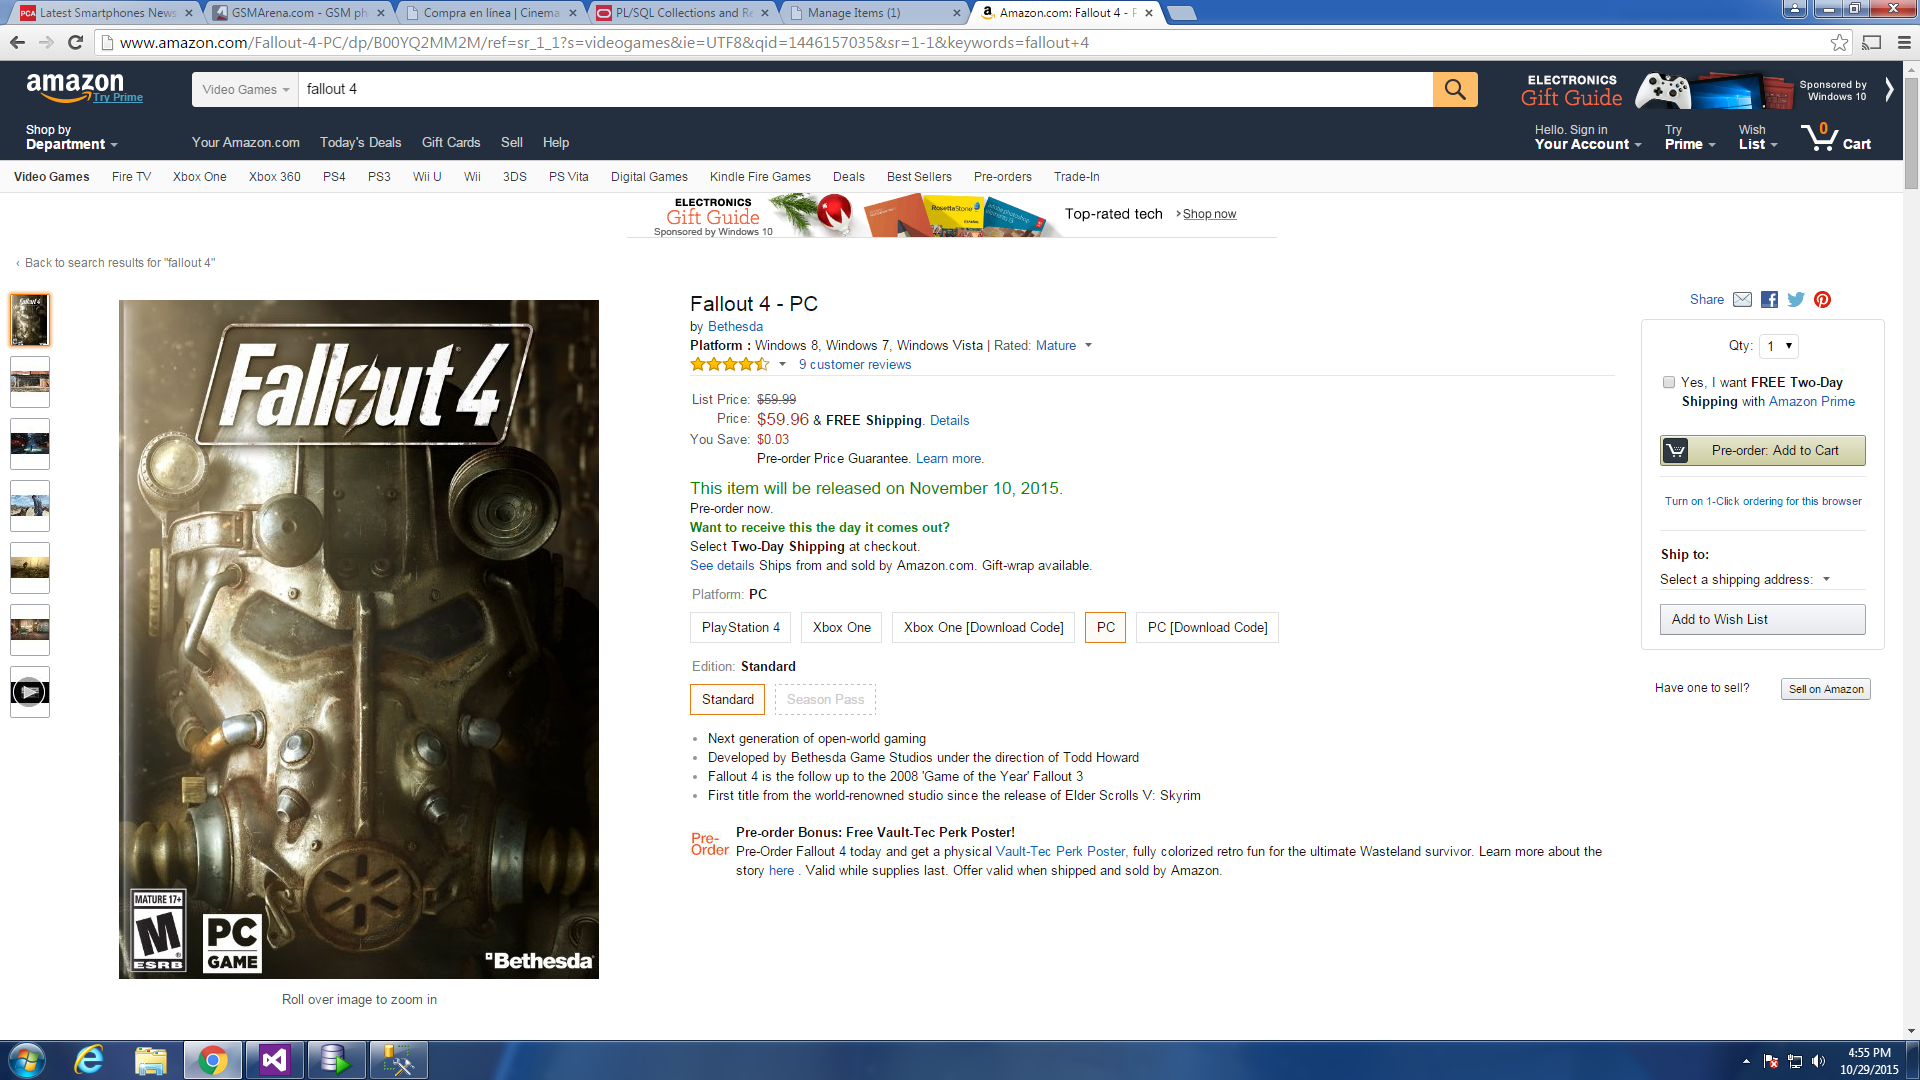 Latest Smartphones News
GSMArena.com - GSM ph
Compra en línea | Cinema
PL/SQL Collections and Re
Manage Items (1)
Amazon.com: Fallout 4 - P
www.amazon.com/Fallout-4-PC/dp/B00YQ2MM2M/ref=sr_1_1?s=videogames&ie=UTF8&qid=1446157035&sr=1-1&keywords=fallout+4
amazon
Try Prime
Video Games
fallout 4
ELECTRONICS
Gift Guide
Sponsored by
Windows 10
Shop by
Department
Your Amazon.com
Today's Deals
Gift Cards
Sell
Help
Hello. Sign in
Your Account
Try
Prime
Wish
List
0
Cart
Video Games
Fire TV
Xbox One
Xbox 360
PS4
PS3
Wii U
Wii
3DS
PS Vita
Digital Games
Kindle Fire Games
Deals
Best Sellers
Pre-orders
Trade-In
ELECTRONICS
Gift Guide
Sponsored by Windows 10
RosettaStone
Top-rated tech
›Shop now
‹ Back to search results for "fallout 4"
Fallout 4
MATURE 17+
M
ESRB
PC
GAME
Bethesda
Roll over image to zoom in
Fallout 4 - PC
by Bethesda
Platform : Windows 8, Windows 7, Windows Vista | Rated: Mature
9 customer reviews
List Price: $59.99
Price: $59.96 & FREE Shipping. Details
You Save: $0.03
Pre-order Price Guarantee. Learn more.
This item will be released on November 10, 2015.
Pre-order now.
Want to receive this the day it comes out?
Select Two-Day Shipping at checkout.
See details Ships from and sold by Amazon.com. Gift-wrap available.
Platform: PC
PlayStation 4
Xbox One
Xbox One [Download Code]
PC
PC [Download Code]
Edition: Standard
Standard
Season Pass
• Next generation of open-world gaming
• Developed by Bethesda Game Studios under the direction of Todd Howard
• Fallout 4 is the follow up to the 2008 'Game of the Year' Fallout 3
• First title from the world-renowned studio since the release of Elder Scrolls V: Skyrim
Pre-
Order
Pre-order Bonus: Free Vault-Tec Perk Poster!
Pre-Order Fallout 4 today and get a physical Vault-Tec Perk Poster, fully colorized retro fun for the ultimate Wasteland survivor. Learn more about the
story here . Valid while supplies last. Offer valid when shipped and sold by Amazon.
Share
Qty: 1
Yes, I want FREE Two-Day
Shipping with Amazon Prime
Pre-order: Add to Cart
Turn on 1-Click ordering for this browser
Ship to:
Select a shipping address:
Add to Wish List
Have one to sell?
Sell on Amazon
4:55 PM
10/29/2015